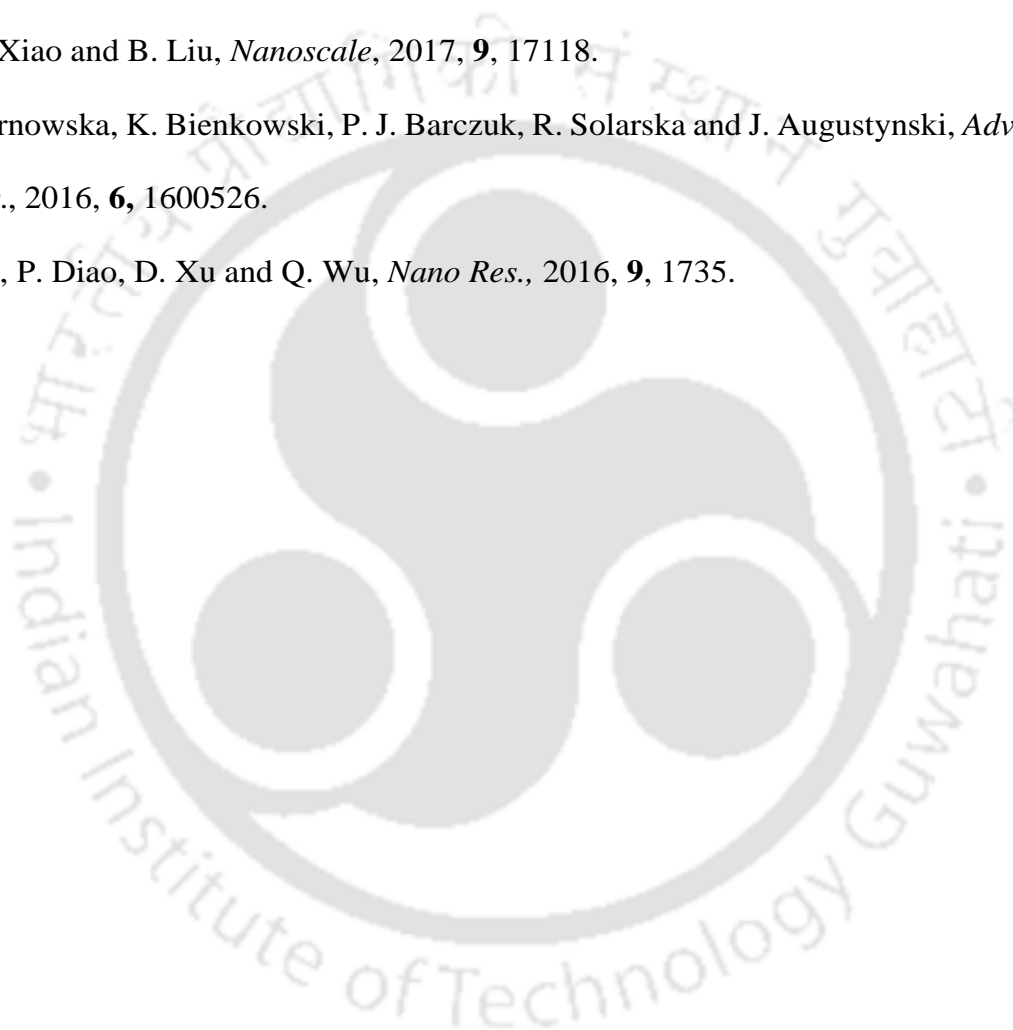 Xiao and B. Liu, Nanoscale, 2017, 9, 17118.
rnowska, K. Bienkowski, P. J. Barczuk, R. Solarska and J. Augustynski, Adv
., 2016, 6, 1600526.
, P. Diao, D. Xu and Q. Wu, Nano Res., 2016, 9, 1735.
भारतीय प्रौद्योगिकी संस्थान गुवाहाटी
Indian Institute of Technology Guwahati